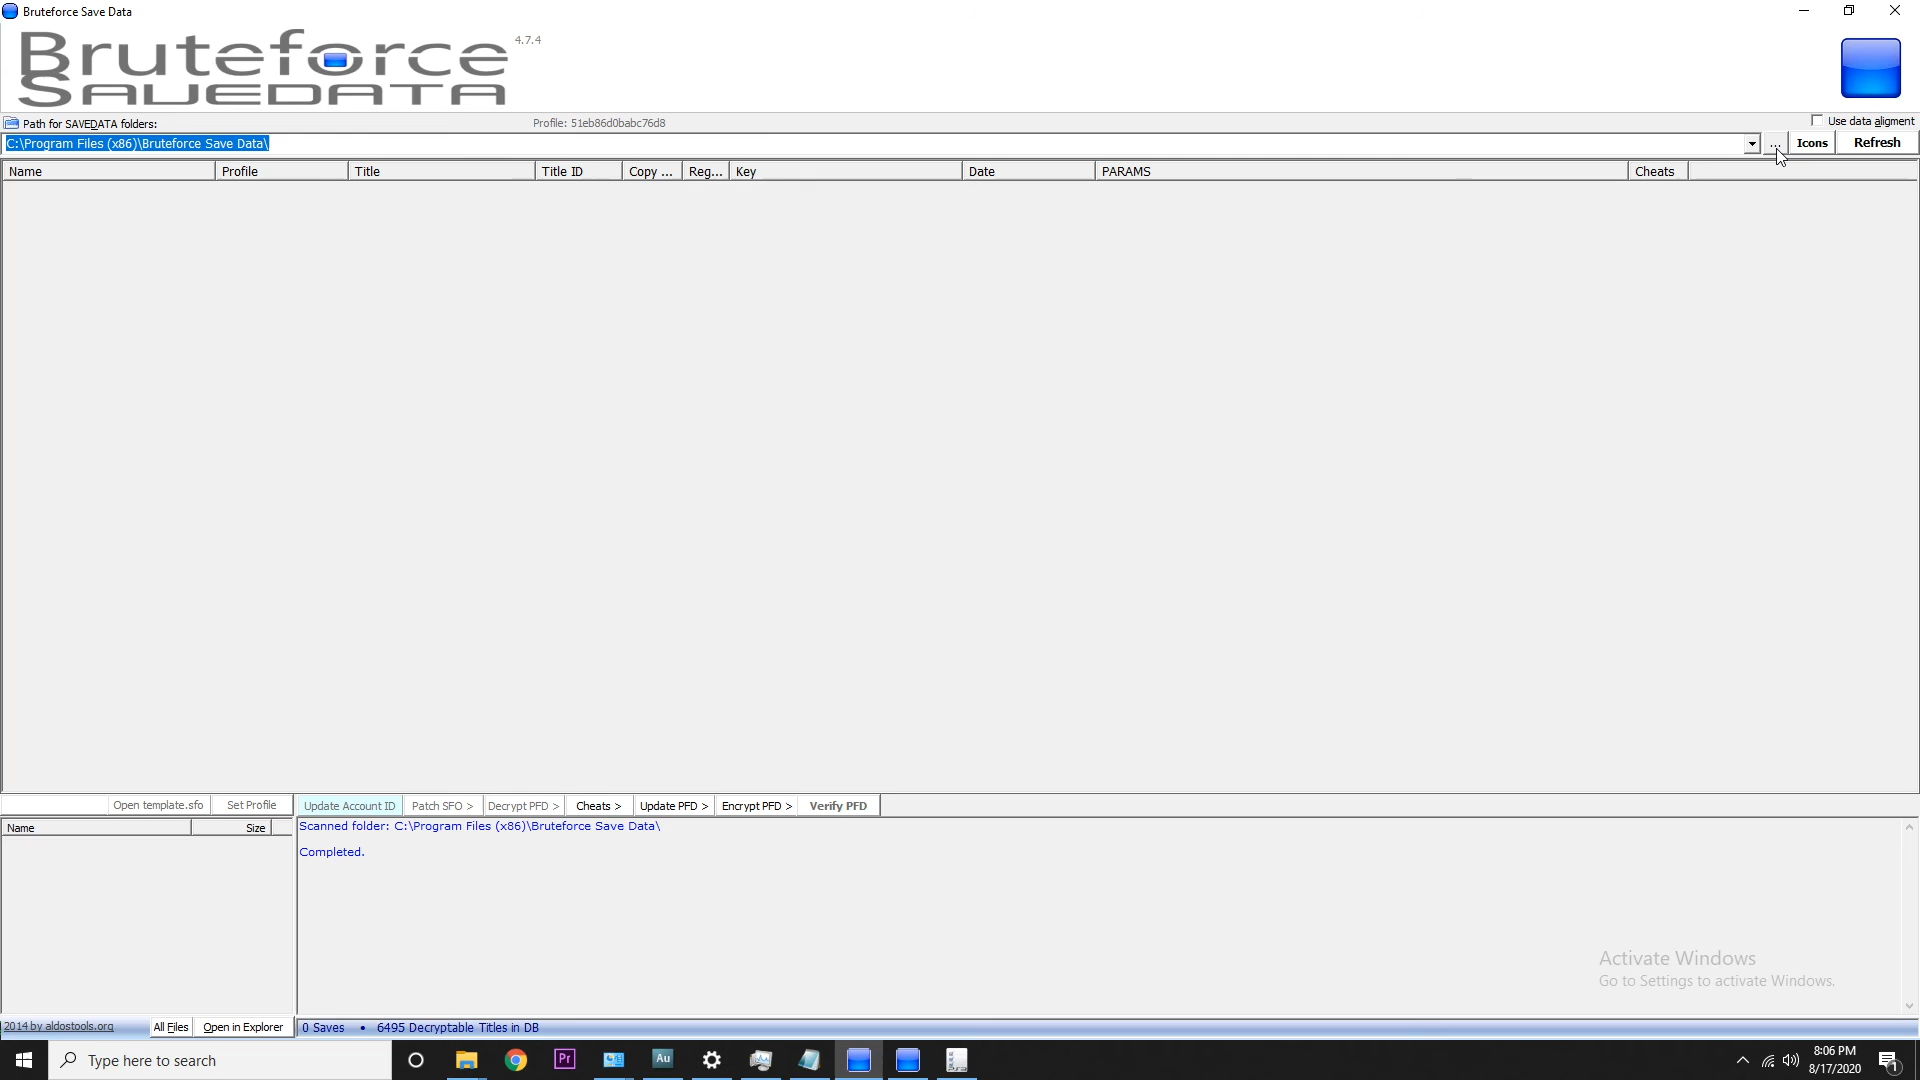 Bruteforce Save Data
Bruteforce 4.7.4
SAVEDATA
Path for SAVEDATA folders: Profile: 51eb86d0babc76d8 Use data aligment
C:\Program Files (x86)\Bruteforce Save Data\ ... Icons Refresh
Name Profile Title Title ID Copy ... Reg... Key Date PARAMS Cheats
Open template.sfo Set Profile Update Account ID Patch SFO > Decrypt PFD > Cheats > Update PFD > Encrypt PFD > Verify PFD
Name Size
Scanned folder: C:\Program Files (x86)\Bruteforce Save Data\
Completed.
Activate Windows
Go to Settings to activate Windows.
2014 by aldostools.org All Files Open in Explorer 0 Saves • 6495 Decryptable Titles in DB
Type here to search Pr Au 8:06 PM
8/17/2020 1